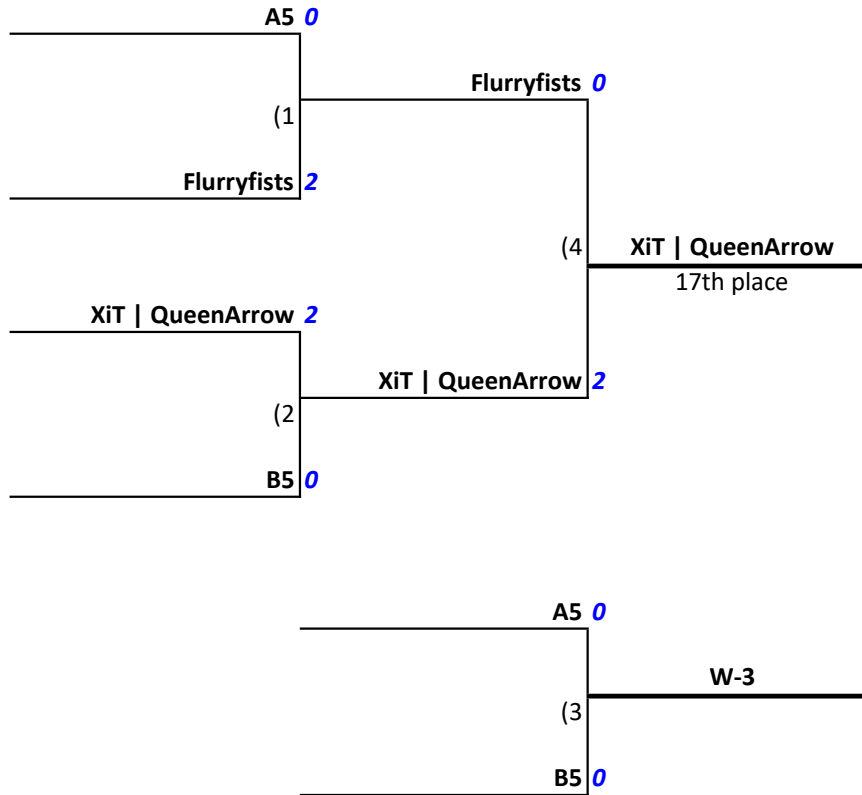 A5 0
Flurryfists 0
(1
Flurryfists 2
(4
XiT | QueenArrow
17th place
XiT | QueenArrow 2
XiT | QueenArrow 2
(2
B5 0
A5 0
W-3
(3
B5 0